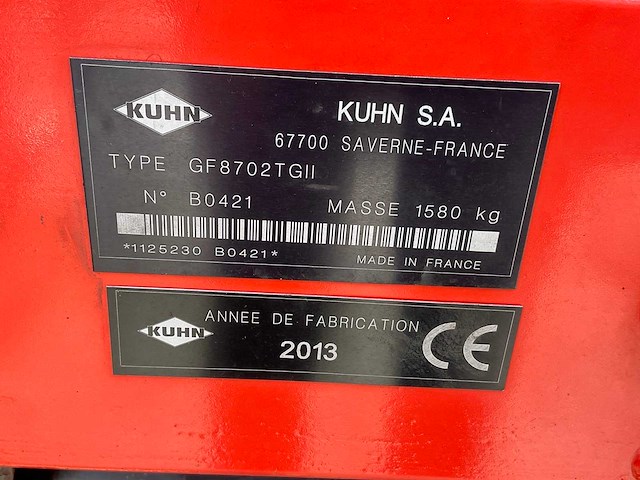 KUHN
KUHN S.A.
67700 SAVERNE-FRANCE
TYPE GF8702TGII
N° B0421 MASSE 1580 kg
*1125230 B0421*
MADE IN FRANCE
KUHN
ANNEE DE FABRICATION
2013
CE